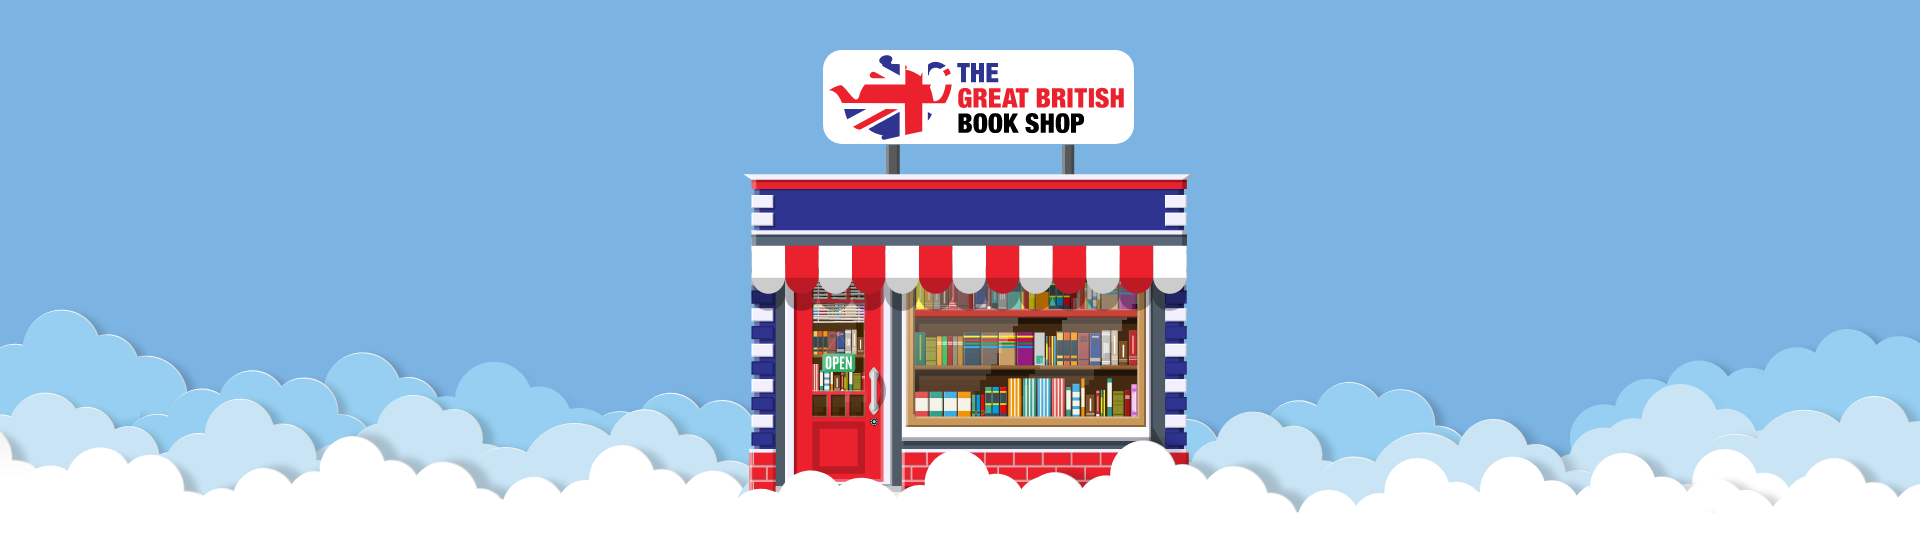 THE
GREAT BRITISH
BOOK SHOP
OPEN